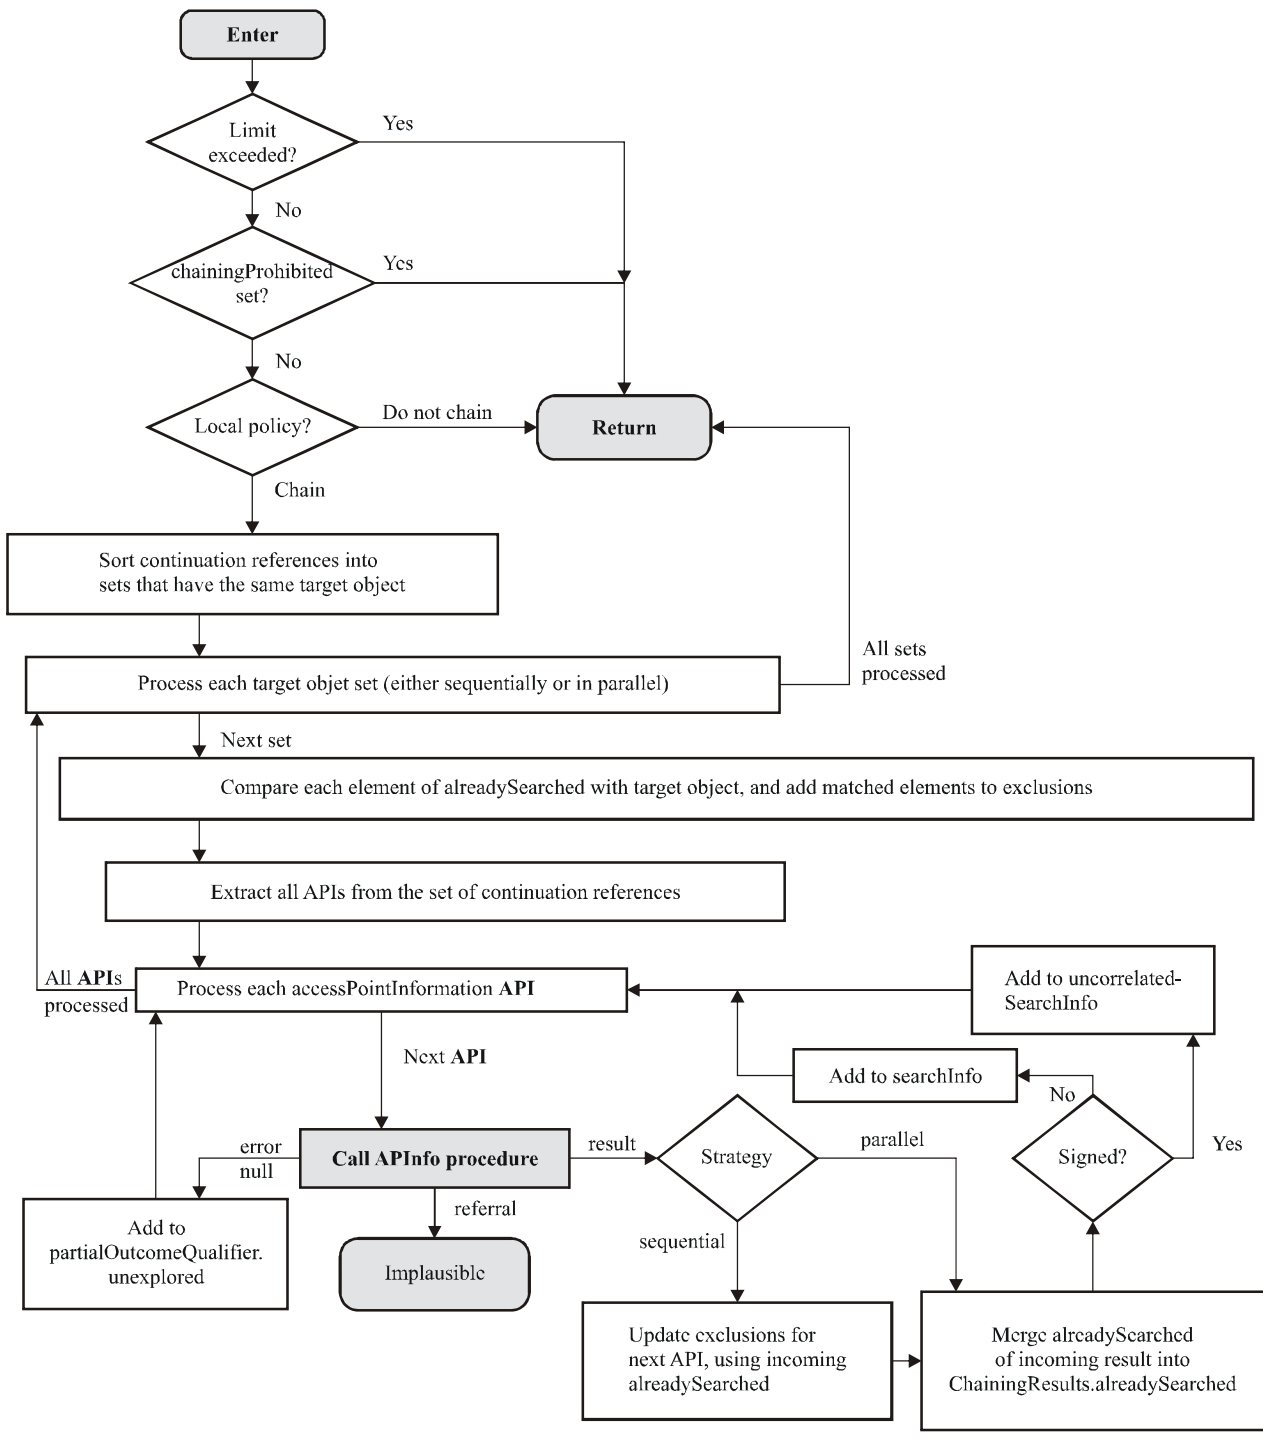 Enter
Limit
exceeded?
Yes
No
chainingProhibited
set?
Yes
No
Local policy?
Do not chain
Return
Chain
Sort continuation references into
sets that have the same target object
All sets
processed
Process each target objet set (either sequentially or in parallel)
Next set
Compare each element of alreadySearched with target object, and add matched elements to exclusions
Extract all APIs from the set of continuation references
All APIs
processed
Process each accessPointInformation API
Add to uncorrelated-
SearchInfo
Next API
Add to searchInfo
No
error
null
Call APInfo procedure
result
Strategy
parallel
Signed?
Yes
referral
Add to
partialOutcomeQualifier.
unexplored
Implausible
sequential
Update exclusions for
next API, using incoming
alreadySearched
Merge alreadySearched
of incoming result into
ChainingResults.alreadySearched